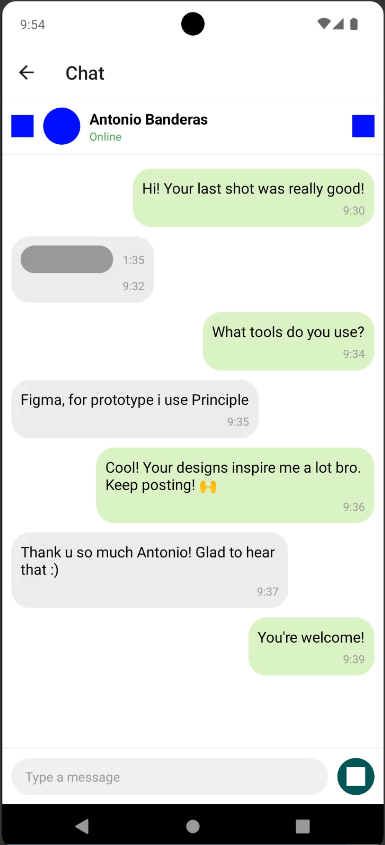 9:54
Chat
Antonio Banderas
Online
Hi! Your last shot was really good!
9:30
1:35
9:32
What tools do you use?
9:34
Figma, for prototype i use Principle
9:35
Cool! Your designs inspire me a lot bro.
Keep posting! 🙌
9:36
Thank u so much Antonio! Glad to hear
that :)
9:37
You're welcome!
9:39
Type a message